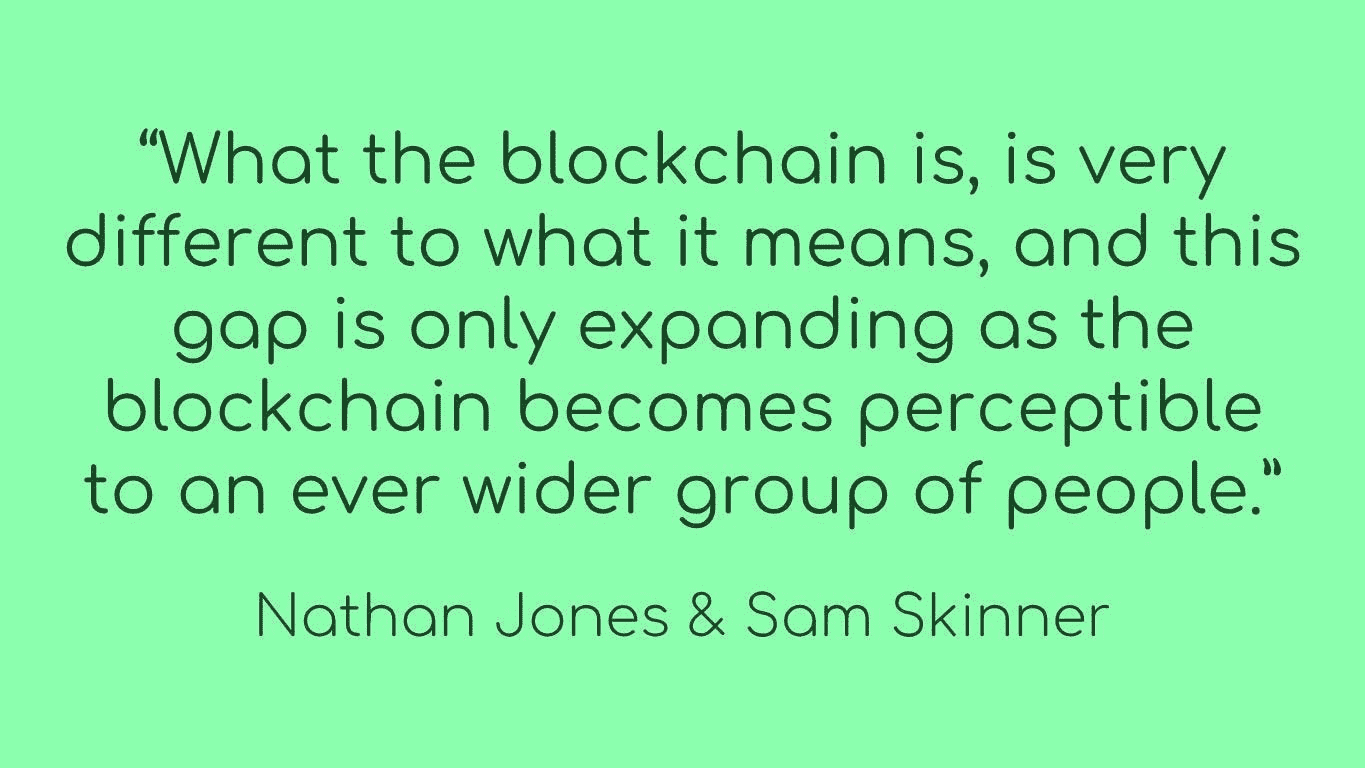 “What the blockchain is, is very
different to what it means, and this
gap is only expanding as the
blockchain becomes perceptible
to an ever wider group of people.”
Nathan Jones & Sam Skinner